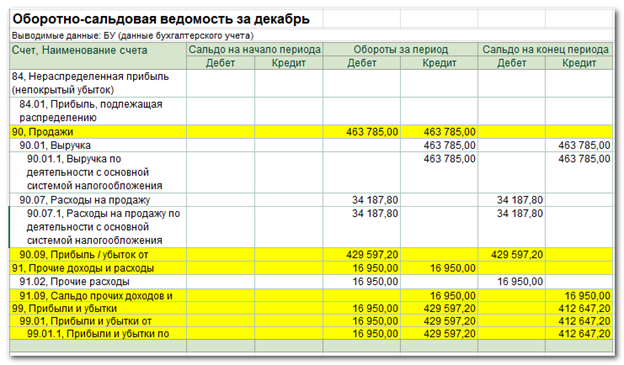 Оборотно-сальдовая ведомость за декабрь
Выводимые данные: БУ (данные бухгалтерского учета)
Счет, Наименование счета Сальдо на начало периода Обороты за период Сальдо на конец периода
Дебет Кредит Дебет Кредит Дебет Кредит
84, Нераспределенная прибыль
(непокрытый убыток)
84.01, Прибыль, подлежащая
распределению
90, Продажи 463 785,00 463 785,00
90.01, Выручка 463 785,00 463 785,00
90.01.1, Выручка по 463 785,00 463 785,00
деятельности с основной
системой налогообложения
90.07, Расходы на продажу 34 187,80 34 187,80
90.07.1, Расходы на продажу по 34 187,80 34 187,80
деятельности с основной
системой налогообложения
90.09, Прибыль / убыток от 429 597,20 429 597,20
91, Прочие доходы и расходы 16 950,00 16 950,00
91.02, Прочие расходы 16 950,00 16 950,00
91.09, Сальдо прочих доходов и 16 950,00 16 950,00
99, Прибыли и убытки 16 950,00 429 597,20 412 647,20
99.01, Прибыли и убытки от 16 950,00 429 597,20 412 647,20
99.01.1, Прибыли и убытки по 16 950,00 429 597,20 412 647,20